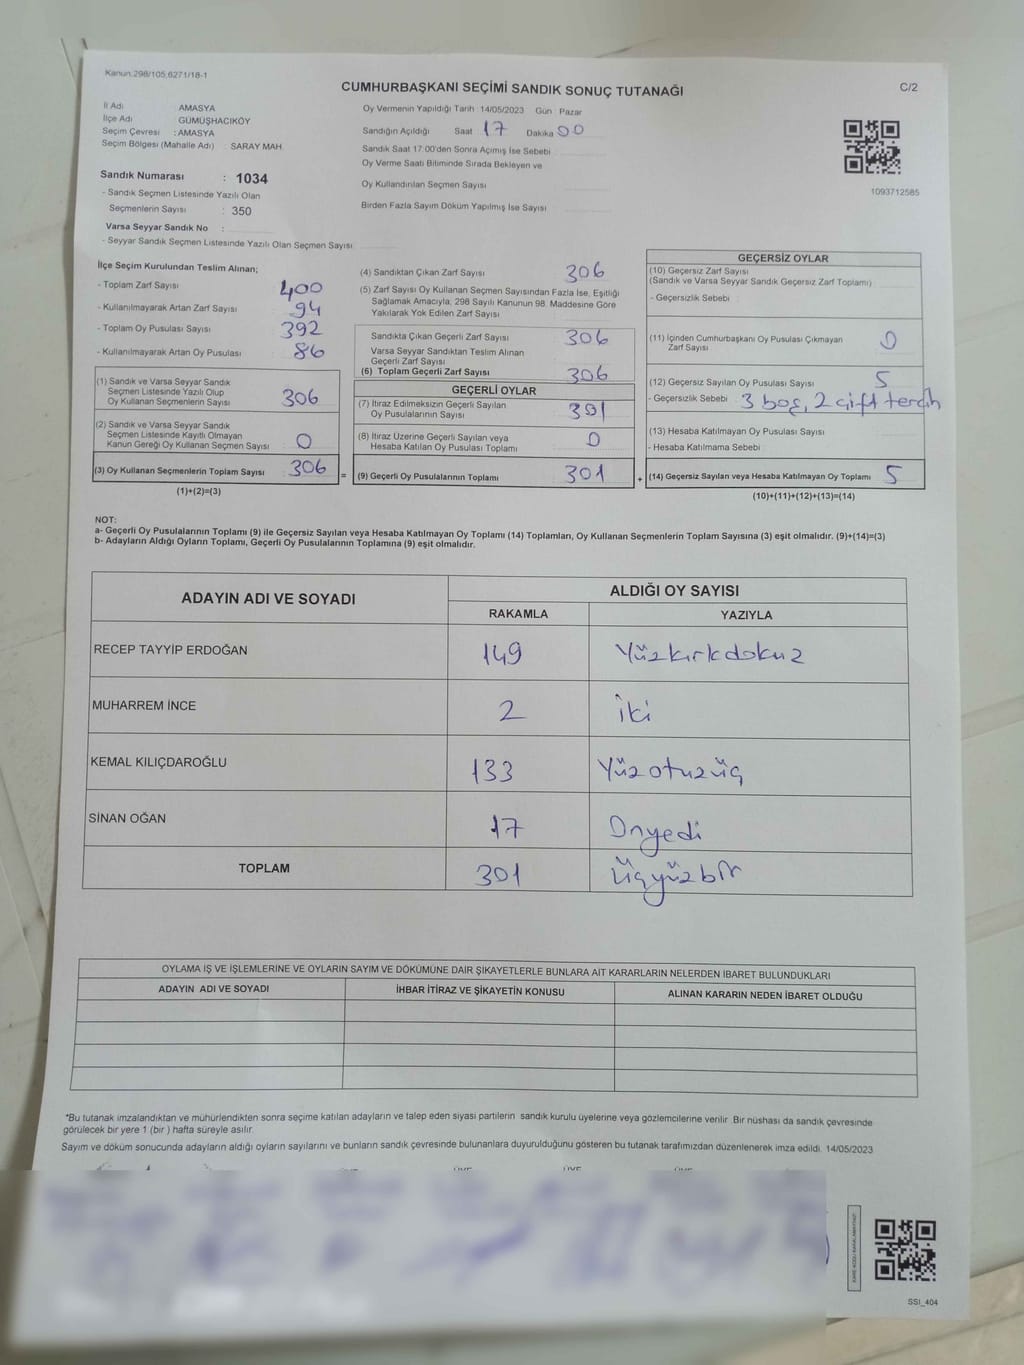 Kanun:298/105,6271/18-1
C/2
CUMHURBAŞKANI SEÇİMİ SANDIK SONUÇ TUTANAĞI
İl Adı : AMASYA
İlçe Adı : GÜMÜŞHACIKÖY
Seçim Çevresi : AMASYA
Seçim Bölgesi (Mahalle Adı) : SARAY MAH.
Sandık Numarası : 1034
- Sandık Seçmen Listesinde Yazılı Olan
Seçmenlerin Sayısı : 350
Varsa Seyyar Sandık No :
- Seyyar Sandık Seçmen Listesinde Yazılı Olan Seçmen Sayısı
Oy Vermenin Yapıldığı Tarih : 14/05/2023 Gün : Pazar
Sandığın Açıldığı Saat 17 Dakika 00
Sandık Saat 17:00'den Sonra Açımış İse Sebebi
Oy Verme Saati Bitiminde Sırada Bekleyen ve
Oy Kullandırılan Seçmen Sayısı
Birden Fazla Sayım Döküm Yapılmış İse Sayısı
1093712585
İlçe Seçim Kurulundan Teslim Alınan;
- Toplam Zarf Sayısı : 400
- Kullanılmayarak Artan Zarf Sayısı : 94
- Toplam Oy Pusulası Sayısı : 392
- Kullanılmayarak Artan Oy Pusulası : 86
(1) Sandık ve Varsa Seyyar Sandık
Seçmen Listesinde Yazılı Olup
Oy Kullanan Seçmenlerin Sayısı : 306
(2) Sandık ve Varsa Seyyar Sandık
Seçmen Listesinde Kayıtlı Olmayan
Kanun Gereği Oy Kullanan Seçmen Sayısı : 0
(3) Oy Kullanan Seçmenlerin Toplam Sayısı : 306 =
(1)+(2)=(3)
(4) Sandıktan Çıkan Zarf Sayısı : 306
(5) Zarf Sayısı Oy Kullanan Seçmen Sayısından Fazla İse, Eşitliği
Sağlamak Amacıyla, 298 Sayılı Kanunun 98. Maddesine Göre
Yakılarak Yok Edilen Zarf Sayısı :
Sandıkta Çıkan Geçerli Zarf Sayısı : 306
Varsa Seyyar Sandıktan Teslim Alınan
Geçerli Zarf Sayısı :
(6) Toplam Geçerli Zarf Sayısı : 306
GEÇERLİ OYLAR
(7) İtiraz Edilmeksizin Geçerli Sayılan
Oy Pusulalarının Sayısı : 301
(8) İtiraz Üzerine Geçerli Sayılan veya
Hesaba Katılan Oy Pusulası Toplamı : 0
(9) Geçerli Oy Pusulalarının Toplamı : 301 +
GEÇERSİZ OYLAR
(10) Geçersiz Zarf Sayısı :
(Sandık ve Varsa Seyyar Sandık Geçersiz Zarf Toplamı)
- Geçersizlik Sebebi :
(11) İçinden Cumhurbaşkanı Oy Pusulası Çıkmayan
Zarf Sayısı : 0
(12) Geçersiz Sayılan Oy Pusulası Sayısı : 5
- Geçersizlik Sebebi : 3 boş, 2 çift tercih
(13) Hesaba Katılmayan Oy Pusulası Sayısı :
- Hesaba Katılmama Sebebi :
(14) Geçersiz Sayılan veya Hesaba Katılmayan Oy Toplamı : 5
(10)+(11)+(12)+(13)=(14)
NOT:
a- Geçerli Oy Pusulalarının Toplamı (9) ile Geçersiz Sayılan veya Hesaba Katılmayan Oy Toplamı (14) Toplamları, Oy Kullanan Seçmenlerin Toplam Sayısına (3) eşit olmalıdır. (9)+(14)=(3)
b- Adayların Aldığı Oyların Toplamı, Geçerli Oy Pusulalarının Toplamına (9) eşit olmalıdır.
ADAYIN ADI VE SOYADI
ALDIĞI OY SAYISI
RAKAMLA YAZIYLA
RECEP TAYYİP ERDOĞAN 149 Yüzkırkdokuz
MUHARREM İNCE 2 İki
KEMAL KILIÇDAROĞLU 133 Yüzotuzüç
SİNAN OĞAN 17 Onyedi
TOPLAM 301 Üçyüzbir
OYLAMA İŞ VE İŞLEMLERİNE VE OYLARIN SAYIM VE DÖKÜMÜNE DAİR ŞİKAYETLERLE BUNLARA AİT KARARLARIN NELERDEN İBARET BULUNDUKLARI
ADAYIN ADI VE SOYADI İHBAR İTİRAZ VE ŞİKAYETİN KONUSU ALINAN KARARIN NEDEN İBARET OLDUĞU
*Bu tutanak imzalandıktan ve mühürlendikten sonra seçime katılan adayların ve talep eden siyasi partilerin sandık kurulu üyelerine veya gözlemcilerine verilir. Bir nüshası da sandık çevresinde
görülecek bir yere 1 (bir ) hafta süreyle asılır.
Sayım ve döküm sonucunda adayların aldığı oyların sayılarını ve bunların sandık çevresinde bulunanlara duyurulduğunu gösteren bu tutanak tarafımızdan düzenlenerek imza edildi. 14/05/2023
SSI_404